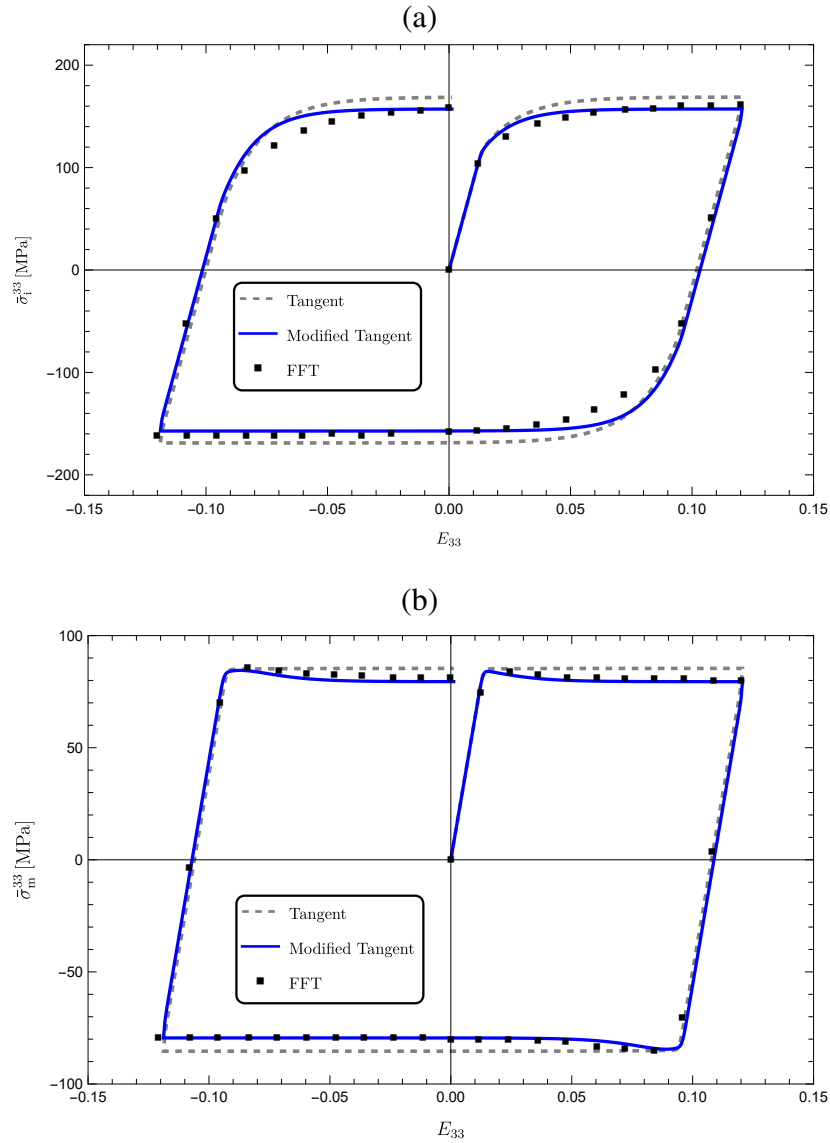 (a)
200
100
0
−100
−200
σ̄ᵢ³³ [MPa]
Tangent
Modified Tangent
FFT
−0.15 −0.10 −0.05 0.00 0.05 0.10 0.15
E₃₃
(b)
100
50
0
−50
−100
σ̄ₘ³³ [MPa]
Tangent
Modified Tangent
FFT
−0.15 −0.10 −0.05 0.00 0.05 0.10 0.15
E₃₃